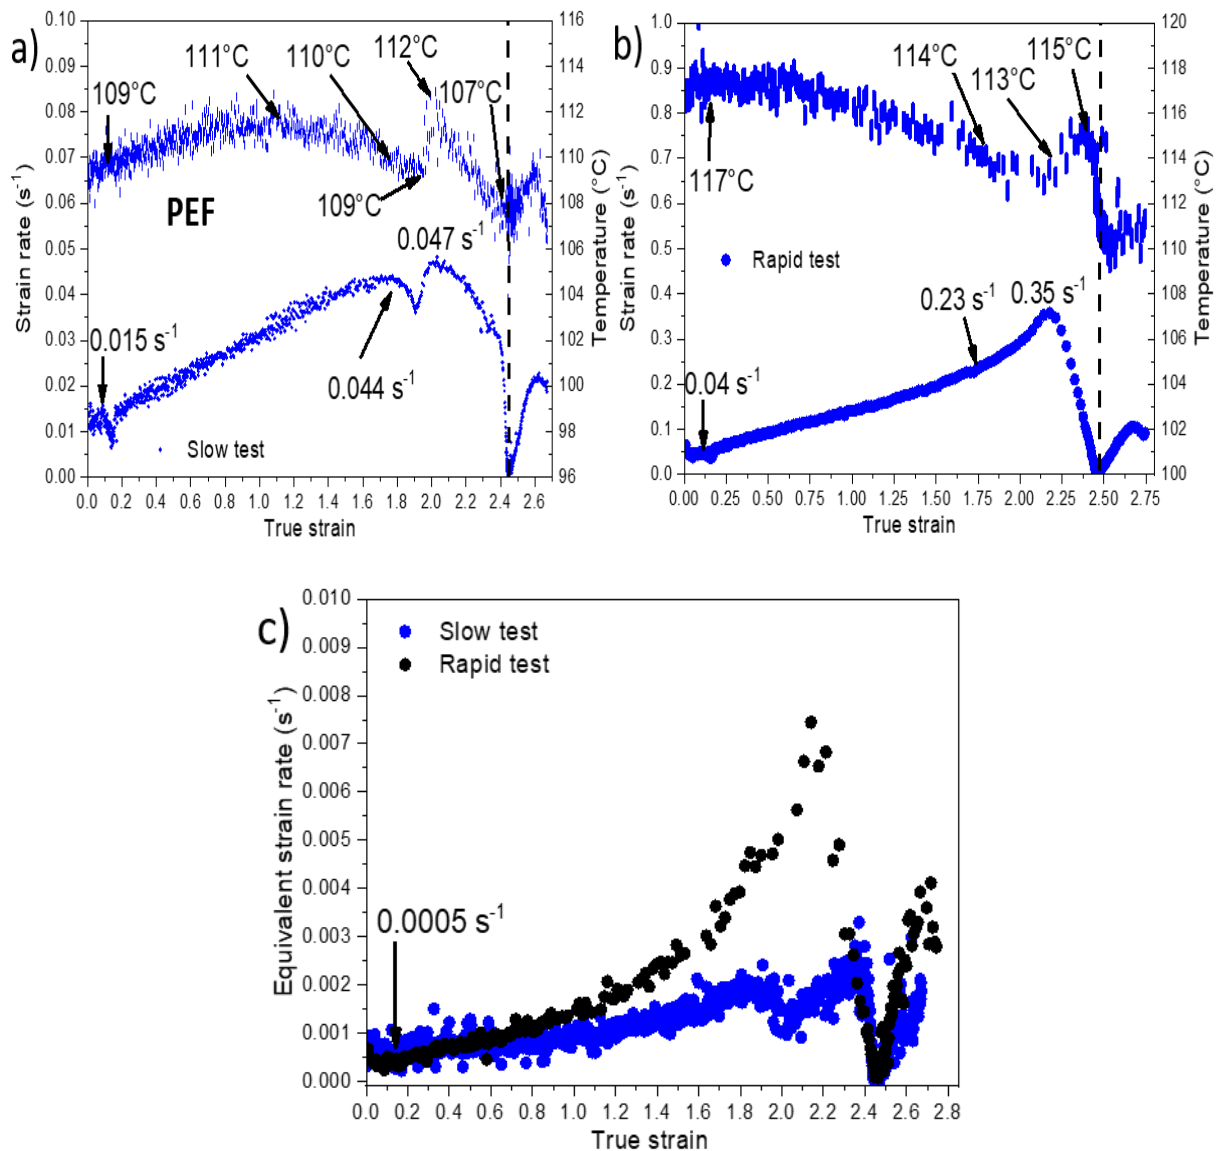 a)
0.10
0.09
0.08
0.07
0.06
0.05
0.04
0.03
0.02
0.01
0.00
Strain rate (s⁻¹)
116
114
112
110
108
106
104
102
100
98
96
Temperature (°C)
109°C
111°C
110°C
112°C
107°C
109°C
PEF
0.047 s⁻¹
0.015 s⁻¹
0.044 s⁻¹
Slow test
0.0 0.2 0.4 0.6 0.8 1.0 1.2 1.4 1.6 1.8 2.0 2.2 2.4 2.6
True strain
b)
1.0
0.9
0.8
0.7
0.6
0.5
0.4
0.3
0.2
0.1
0.0
Strain rate (s⁻¹)
120
118
116
114
112
110
108
106
104
102
100
Temperature (°C)
114°C
113°C
115°C
117°C
Rapid test
0.23 s⁻¹
0.35 s⁻¹
0.04 s⁻¹
0.00 0.25 0.50 0.75 1.00 1.25 1.50 1.75 2.00 2.25 2.50 2.75
True strain
c)
0.010
0.009
0.008
0.007
0.006
0.005
0.004
0.003
0.002
0.001
0.000
Equivalent strain rate (s⁻¹)
Slow test
Rapid test
0.0005 s⁻¹
0.0 0.2 0.4 0.6 0.8 1.0 1.2 1.4 1.6 1.8 2.0 2.2 2.4 2.6 2.8
True strain